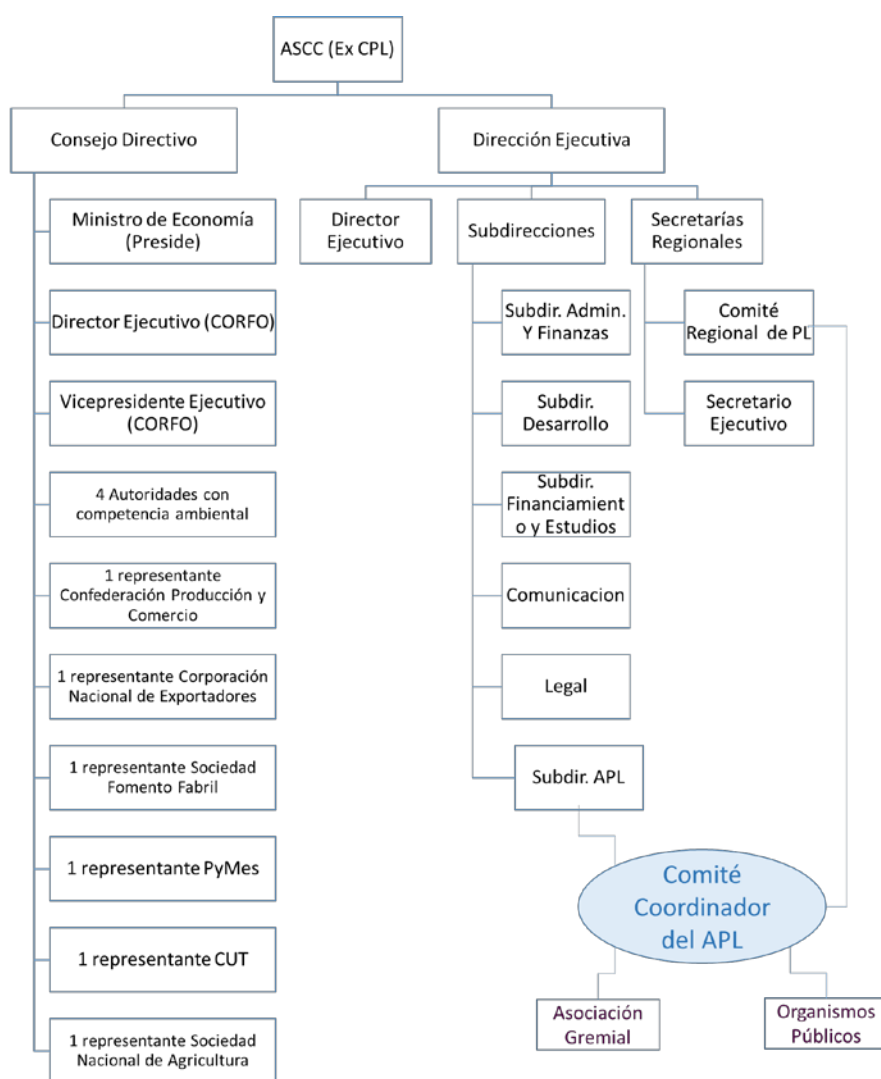 ASCC (Ex CPL)
Consejo Directivo
Dirección Ejecutiva
Ministro de Economía
(Preside)
Director Ejecutivo (CORFO)
Vicepresidente Ejecutivo
(CORFO)
4 Autoridades con
competencia ambiental
1 representante
Confederación Producción y
Comercio
1 representante Corporación
Nacional de Exportadores
1 representante Sociedad
Fomento Fabril
1 representante PyMes
1 representante CUT
1 representante Sociedad
Nacional de Agricultura
Director
Ejecutivo
Subdirecciones
Secretarías
Regionales
Subdir. Admin.
Y Finanzas
Subdir.
Desarrollo
Subdir.
Financiamient
o y Estudios
Comunicacion
Legal
Subdir. APL
Comité
Regional de PL
Secretario
Ejecutivo
Comité
Coordinador
del APL
Asociación
Gremial
Organismos
Públicos